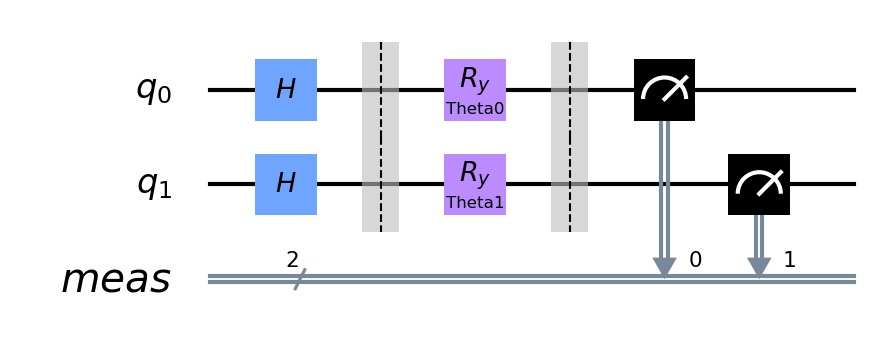 q0 H Ry
Theta0
q1 H Ry
Theta1
meas 2 0 1